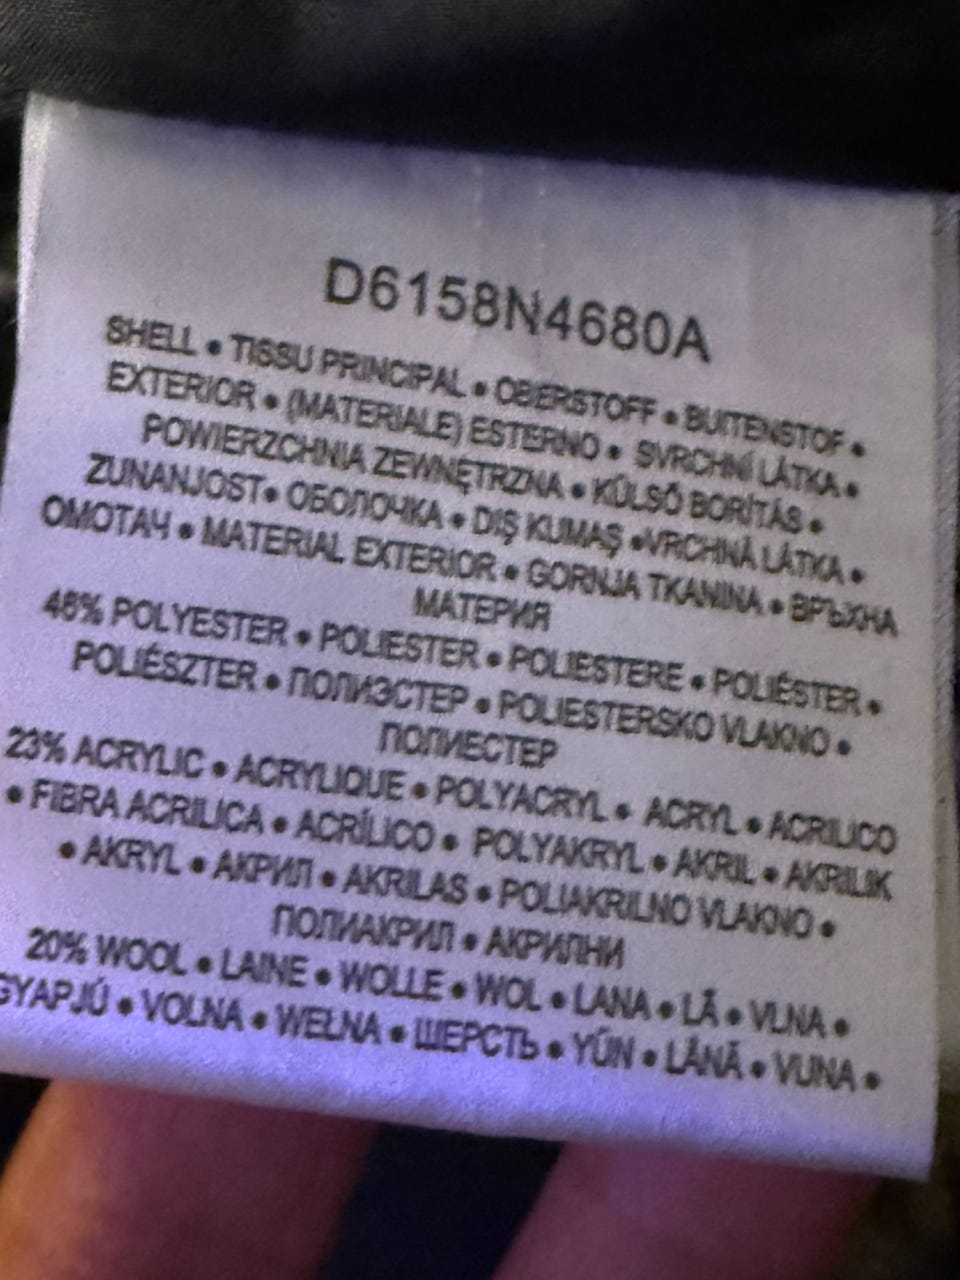 D6158N4680A
SHELL • TISSU PRINCIPAL • OBERSTOFF • BUITENSTOF •
EXTERIOR • (MATERIALE) ESTERNO • SVRCHNÍ LÁTKA •
POWIERZCHNIA ZEWNĘTRZNA • KÜLSŐ BORÍTÁS •
ZUNANJOST • ОБОЛОЧКА • DIŞ KUMAŞ • VRCHNÁ LÁTKA •
ОМОТАЧ • MATERIAL EXTERIOR • GORNJA TKANINA • ВРЪХНА
МАТЕРИЯ
46% POLYESTER • POLIESTER • POLIESTERE • POLIÉSTER •
POLIÉSZTER • ПОЛИЭСТЕР • POLIESTERSKO VLAKNO •
ПОЛИЕСТЕР
23% ACRYLIC • ACRYLIQUE • POLYACRYL • ACRYL • ACRILICO
• FIBRA ACRILICA • ACRÍLICO • POLYAKRYL • AKRIL • AKRILIK
• AKRYL • АКРИЛ • AKRILAS • POLIAKRILNO VLAKNO •
ПОЛИАКРИЛ • АКРИЛНИ
20% WOOL • LAINE • WOLLE • WOL • LANA • LÃ • VLNA •
GYAPJÚ • VOLNA • WEŁNA • ШЕРСТЬ • YÜN • LÂNĂ • VUNA •